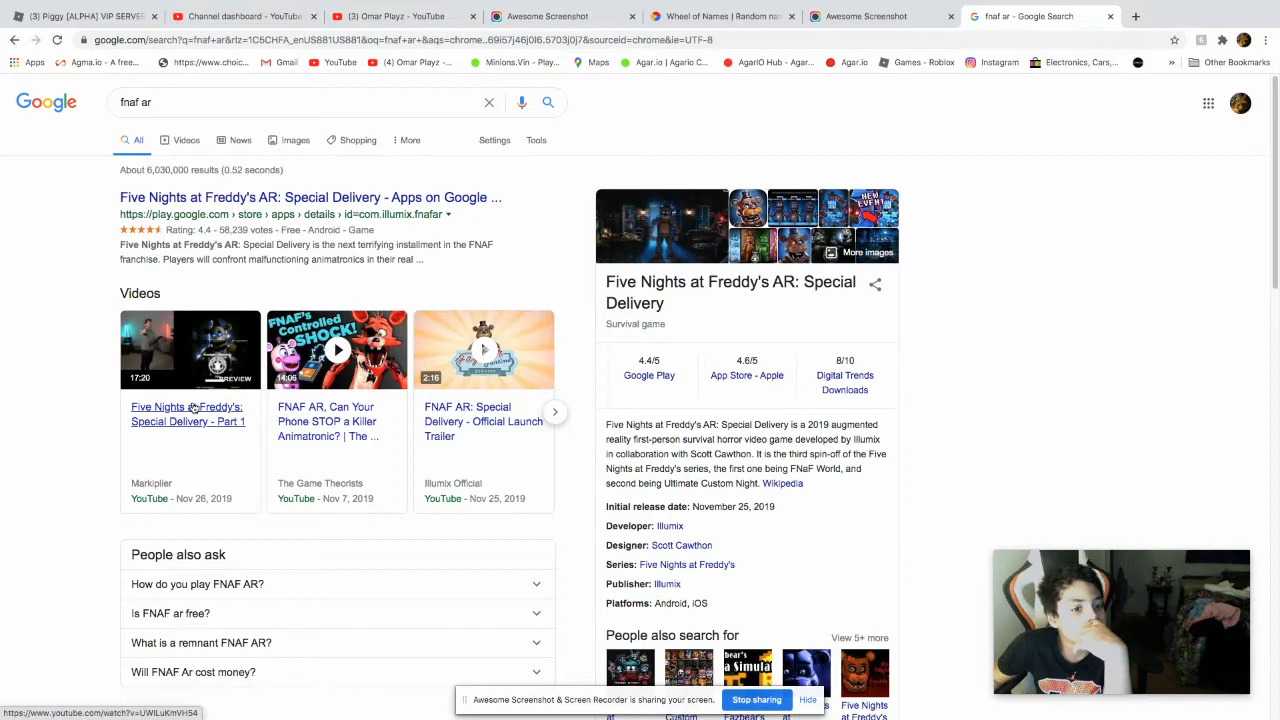 Piggy [ALPHA] VIP SERVER
Channel dashboard - YouTube
(3) Omar Playz - YouTube
Awesome Screenshot
Wheel of Names | Random na
Awesome Screenshot
fnaf ar - Google Search
google.com/search?q=fnaf+ar&rlz=1C5CHFA_enUS881US881&oq=fnaf+ar+&aqs=chrome..69i57j46j0l6.5703j0j7&sourceid=chrome&ie=UTF-8
Apps
Agma.io - A free...
https://www.choic...
Gmail
YouTube
(4) Omar Playz -...
Minions.Vin - Play...
Maps
Agar.io | Agario C...
AgarIO Hub - Agar...
Agar.io
Games - Roblox
Instagram
Electronics, Cars,...
Other Bookmarks
Google
fnaf ar
All
Videos
News
Images
Shopping
More
Settings
Tools
About 6,030,000 results (0.52 seconds)
Five Nights at Freddy's AR: Special Delivery - Apps on Google ...
https://play.google.com › store › apps › details › id=com.illumix.fnafar
Rating: 4.4 - 58,239 votes - Free - Android - Game
Five Nights at Freddy's AR: Special Delivery is the next terrifying installment in the FNAF
franchise. Players will confront malfunctioning animatronics in their real ...
Videos
17:20
PREVIEW
Five Nights at Freddy's:
Special Delivery - Part 1
Markiplier
YouTube - Nov 26, 2019
FNAF'S
Controlled
SHOCK!
14:06
FNAF AR, Can Your
Phone STOP a Killer
Animatronic? | The ...
The Game Theorists
YouTube - Nov 7, 2019
2:16
FNAF AR: Special
Delivery - Official Launch
Trailer
Illumix Official
YouTube - Nov 25, 2019
People also ask
How do you play FNAF AR?
Is FNAF ar free?
What is a remnant FNAF AR?
Will FNAF Ar cost money?
NEW
EVENT
More images
Five Nights at Freddy's AR: Special
Delivery
Survival game
4.4/5
Google Play
4.6/5
App Store - Apple
8/10
Digital Trends
Downloads
Five Nights at Freddy's AR: Special Delivery is a 2019 augmented
reality first-person survival horror video game developed by Illumix
in collaboration with Scott Cawthon. It is the third spin-off of the Five
Nights at Freddy's series, the first one being FNaF World, and
second being Ultimate Custom Night. Wikipedia
Initial release date: November 25, 2019
Developer: Illumix
Designer: Scott Cawthon
Series: Five Nights at Freddy's
Publisher: Illumix
Platforms: Android, iOS
People also search for
View 5+ more
Five Nights
at Freddy's
Awesome Screenshot & Screen Recorder is sharing your screen.
Stop sharing
Hide
https://www.youtube.com/watch?v=UWILuKmVH54